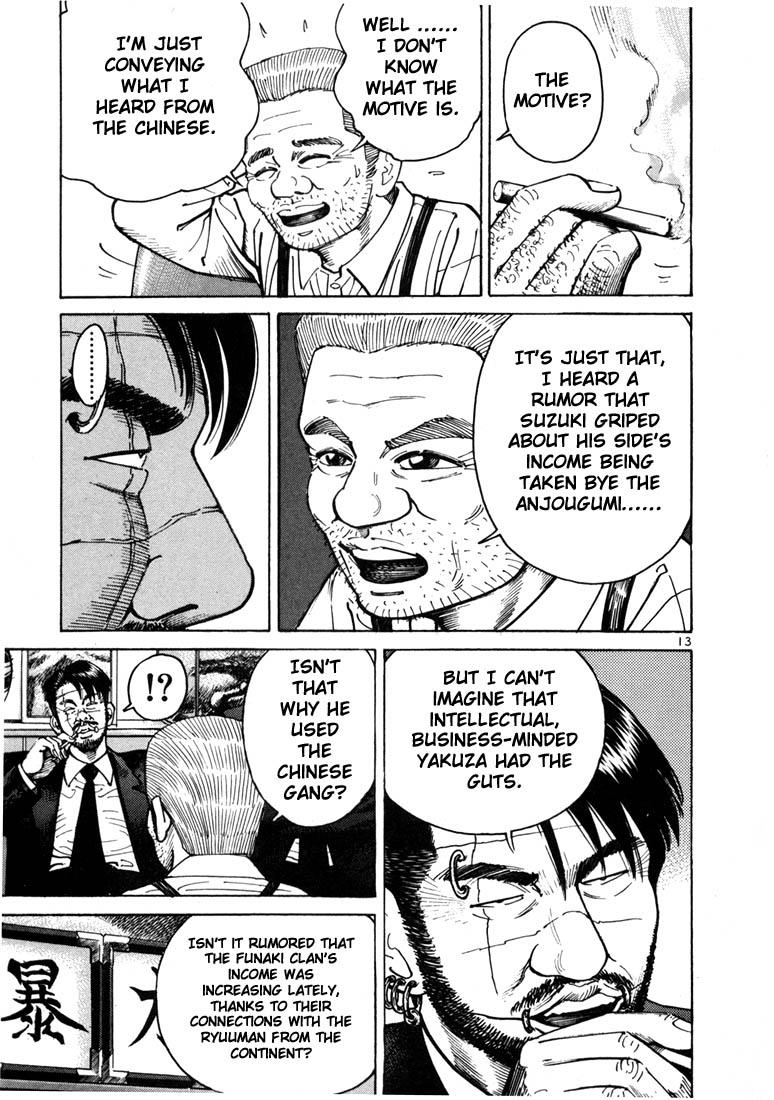 THE
MOTIVE?
WELL ......
I DON'T
KNOW
WHAT THE
MOTIVE IS.
I'M JUST
CONVEYING
WHAT I
HEARD FROM
THE CHINESE.
IT'S JUST THAT,
I HEARD A
RUMOR THAT
SUZUKI GRIPED
ABOUT HIS SIDE'S
INCOME BEING
TAKEN BYE THE
ANJOUGUMI......
.........
13
BUT I CAN'T
IMAGINE THAT
INTELLECTUAL,
BUSINESS-MINDED
YAKUZA HAD THE
GUTS.
ISN'T
THAT
WHY HE
USED
THE
CHINESE
GANG?
!?
ISN'T IT RUMORED THAT
THE FUNAKI CLAN'S
INCOME WAS
INCREASING LATELY,
THANKS TO THEIR
CONNECTIONS WITH THE
RYUUMAN FROM THE
CONTINENT?
暴